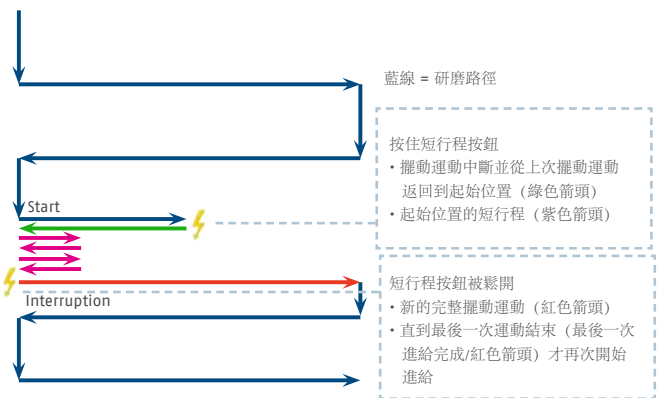 藍線 = 研磨路徑
按住短行程按鈕
・擺動運動中斷並從上次擺動運動
返回到起始位置 (綠色箭頭)
・起始位置的短行程 (紫色箭頭)
Start
Interruption
短行程按鈕被鬆開
・新的完整擺動運動 (紅色箭頭)
・直到最後一次運動結束 (最後一次
進給完成/紅色箭頭) 才再次開始
進給